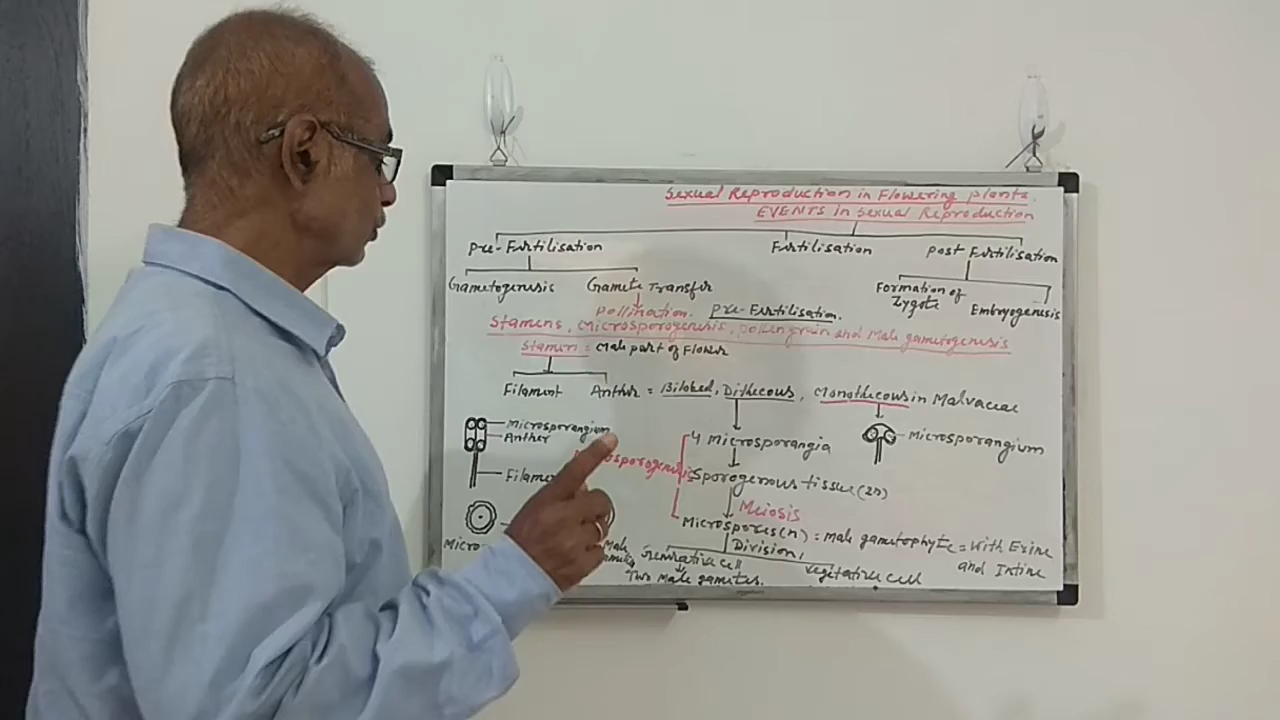 Sexual Reproduction in Flowering plants.
EVENTS in Sexual Reproduction
Pre-Fertilisation Fertilisation Post Fertilisation
Gametogenesis Gamete Transfer Formation of Zygote Embryogenesis
Pollination. Pre-Fertilisation.
Stamens, Microsporogenesis, pollen grain and Male gametogenesis
Stamen = Male part of Flower
Filament Anther = Bilobed, Dithecous, Monothecous in Malvaceae
Microsporangium
Anther
4 Microsporangia Microsporangium
Sporogenous tissue (2n)
Meiosis
Microspores (n) = Male gametophyte = With Exine and Intine
Division,
Male Generative cell Vegetative cell
Two Male gametes.